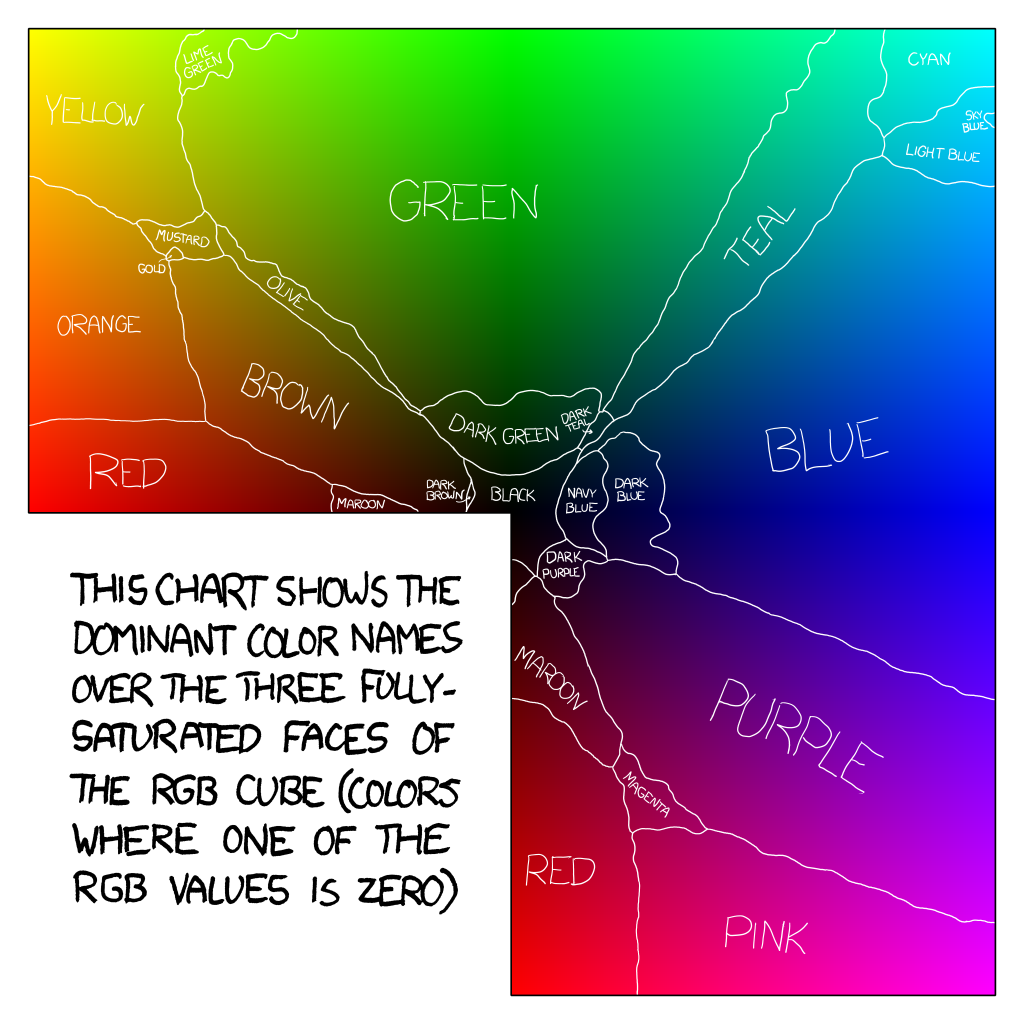 LIME
GREEN
CYAN
YELLOW
SKY
BLUE
LIGHT BLUE
GREEN
TEAL
MUSTARD
GOLD
OLIVE
ORANGE
BROWN
DARK GREEN
DARK
TEAL
BLUE
RED
DARK
BROWN
BLACK
NAVY
BLUE
DARK
BLUE
MAROON
DARK
PURPLE
THIS CHART SHOWS THE
DOMINANT COLOR NAMES
OVER THE THREE FULLY-
SATURATED FACES OF
THE RGB CUBE (COLORS
WHERE ONE OF THE
RGB VALUES IS ZERO)
MAROON
PURPLE
MAGENTA
RED
PINK